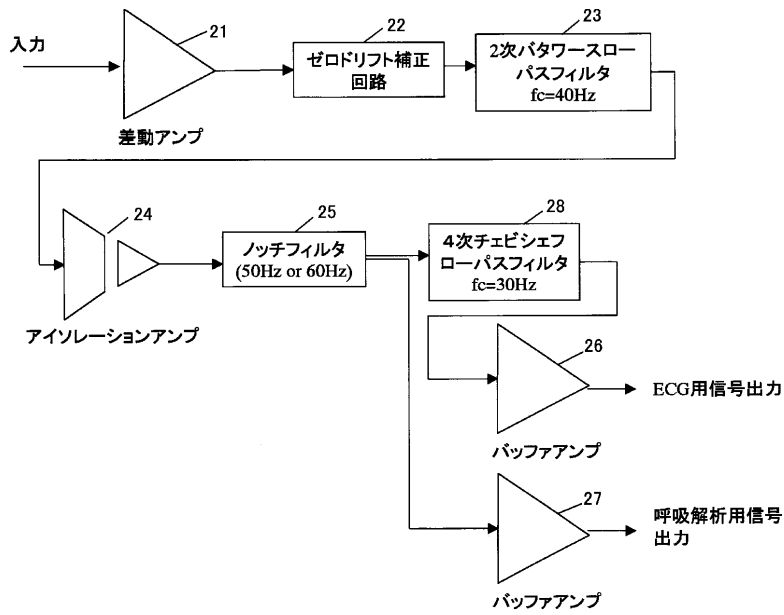 入力
21
差動アンプ
22
ゼロドリフト補正
回路
23
2次バタワースロー
パスフィルタ
fc=40Hz
24
アイソレーションアンプ
25
ノッチフィルタ
(50Hz or 60Hz)
28
4次チェビシェフ
ローパスフィルタ
fc=30Hz
26
バッファアンプ
ECG用信号出力
27
バッファアンプ
呼吸解析用信号
出力